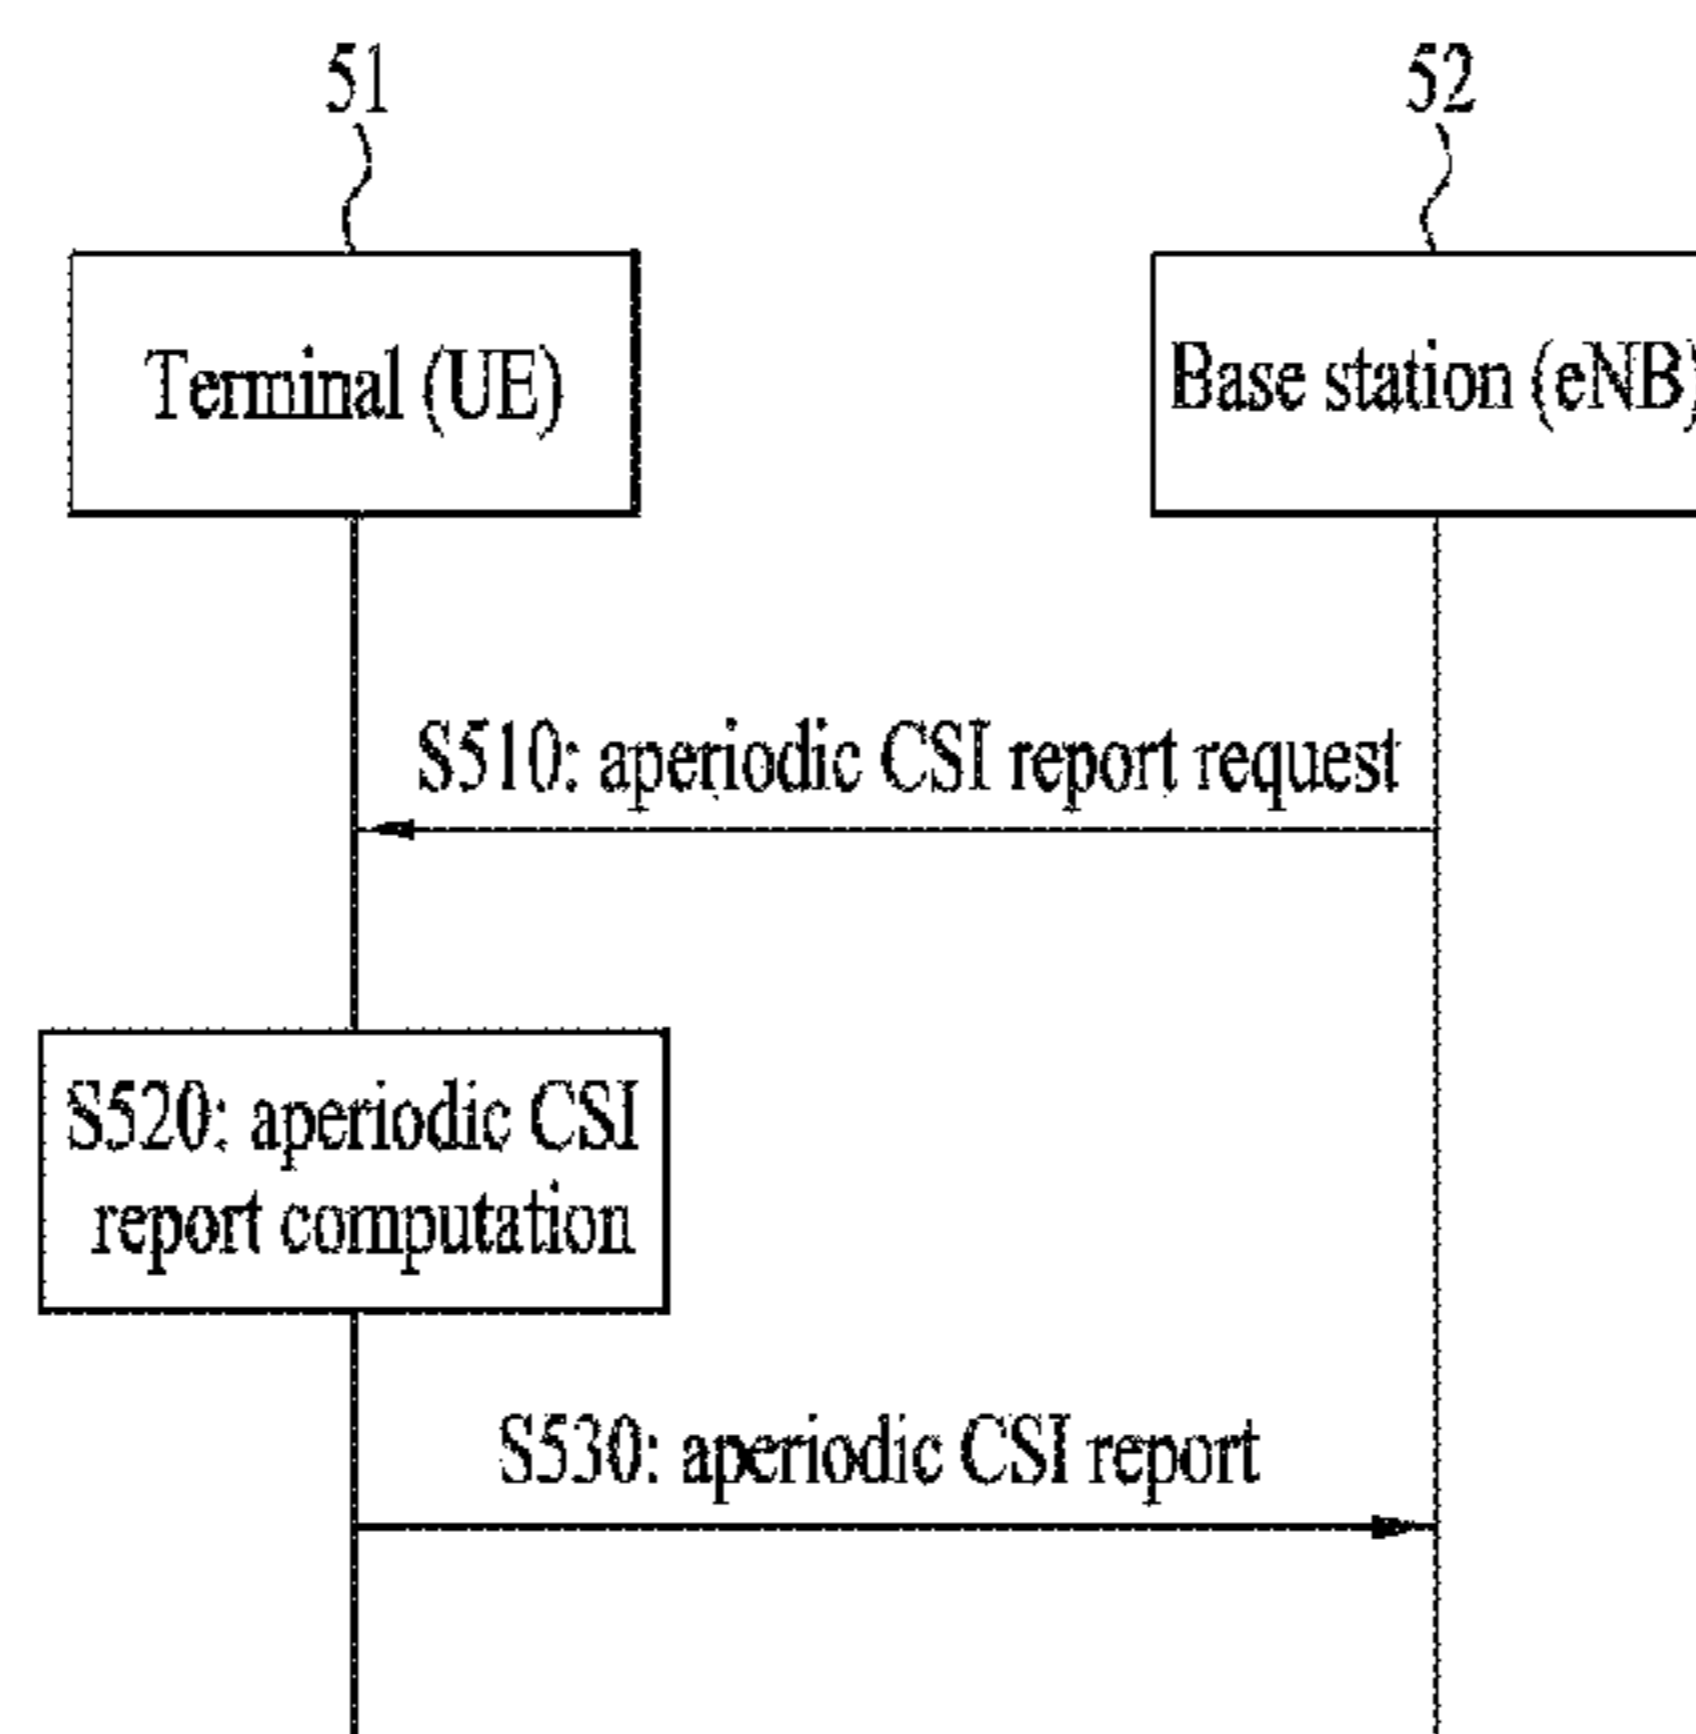 51
52
Terminal (UE)
Base station (eNB)
S510: aperiodic CSI report request
S520: aperiodic CSI
report computation
S530: aperiodic CSI report